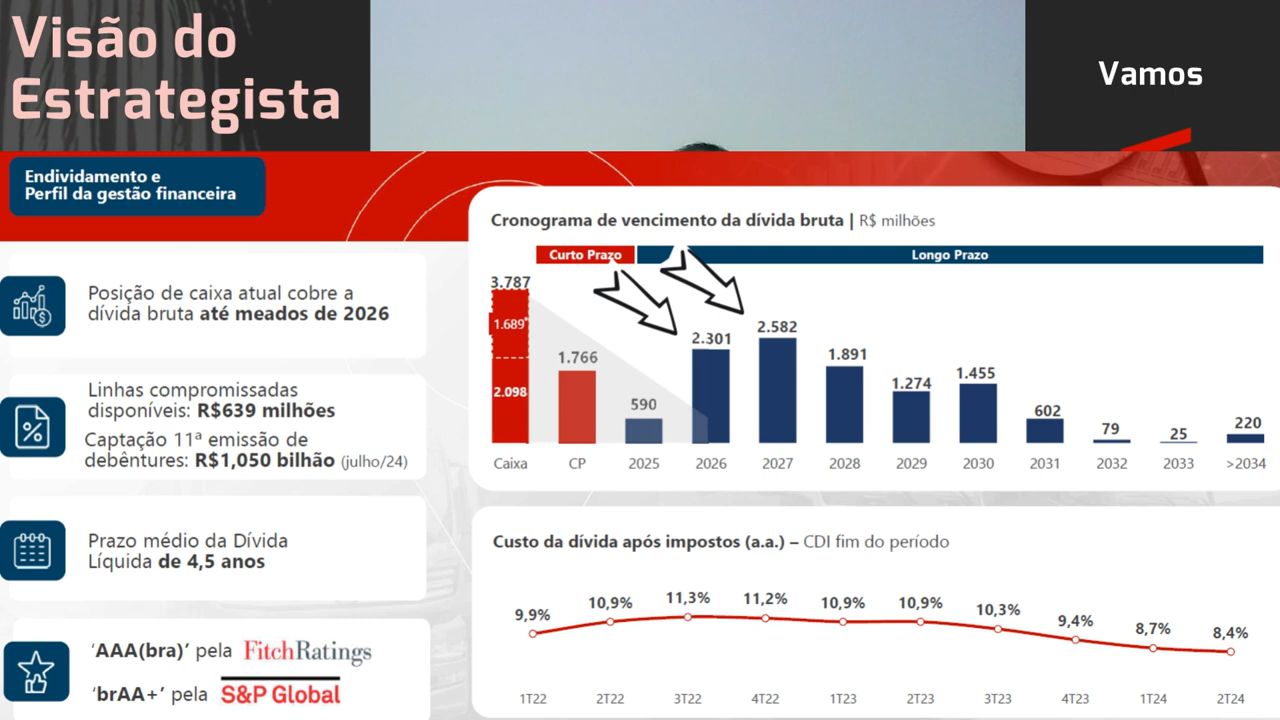 Visão do
Estrategista
Vamos
Endividamento e
Perfil da gestão financeira
Posição de caixa atual cobre a
dívida bruta até meados de 2026
Linhas compromissadas
disponíveis: R$639 milhões
Captação 11ª emissão de
debêntures: R$1,050 bilhão (julho/24)
Prazo médio da Dívida
Líquida de 4,5 anos
‘AAA(bra)’ pela FitchRatings
‘brAA+’ pela S&P Global
Cronograma de vencimento da dívida bruta | R$ milhões
Curto Prazo Longo Prazo
3.787
1.689*
2.098
1.766
590
2.301
2.582
1.891
1.274
1.455
602
79
25
220
Caixa CP 2025 2026 2027 2028 2029 2030 2031 2032 2033 >2034
Custo da dívida após impostos (a.a.) – CDI fim do período
9,9% 10,9% 11,3% 11,2% 10,9% 10,9% 10,3% 9,4% 8,7% 8,4%
1T22 2T22 3T22 4T22 1T23 2T23 3T23 4T23 1T24 2T24